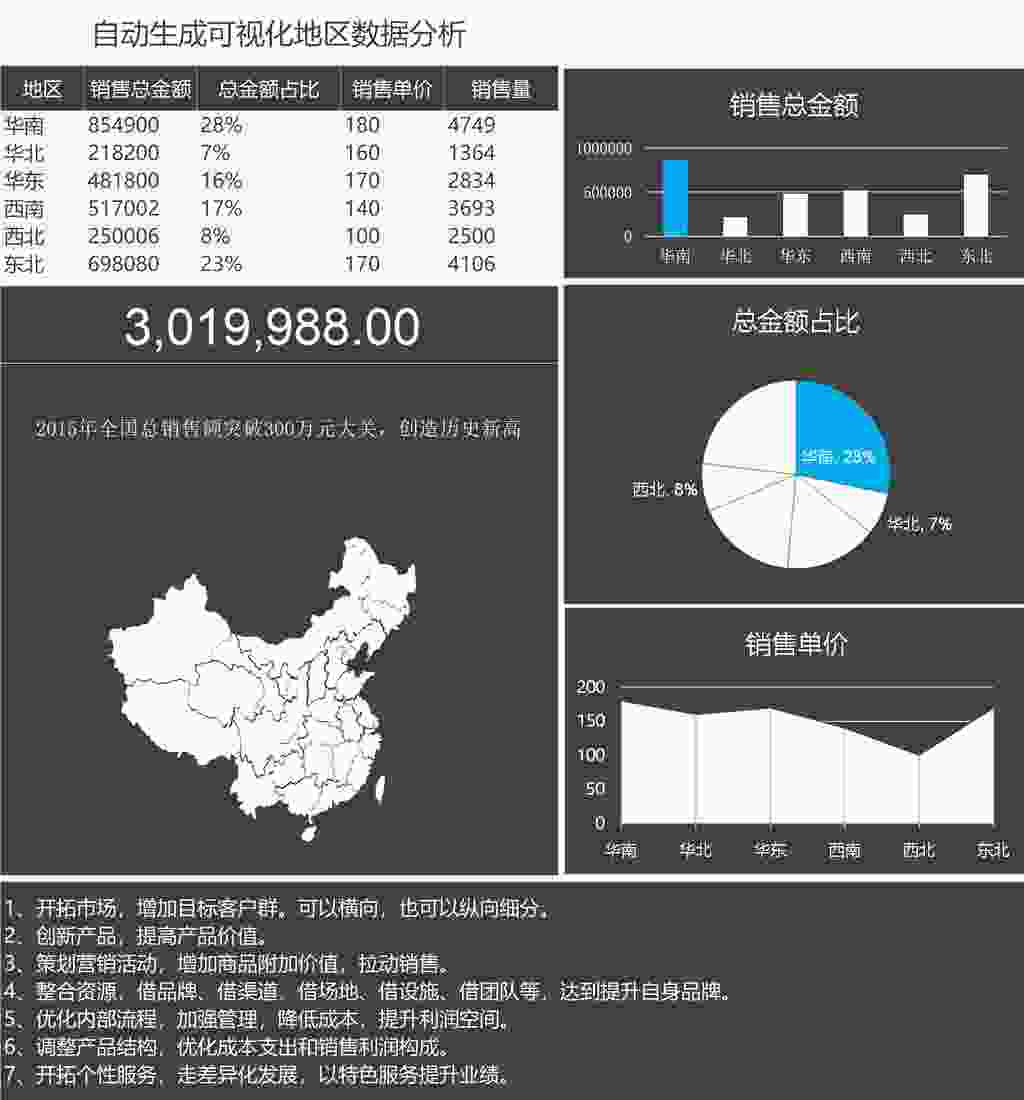 自动生成可视化地区数据分析
地区 销售总金额 总金额占比 销售单价 销售量
华南 854900 28% 180 4749
华北 218200 7% 160 1364
华东 481800 16% 170 2834
西南 517002 17% 140 3693
西北 250006 8% 100 2500
东北 698080 23% 170 4106
3,019,988.00
2015年全国总销售额突破300万元大关，创造历史新高
销售总金额
1000000
500000
0
华南 华北 华东 西南 西北 东北
总金额占比
华南, 28%
西北, 8%
华北, 7%
销售单价
200
150
100
50
0
华南 华北 华东 西南 西北 东北
1、开拓市场，增加目标客户群。可以横向，也可以纵向细分。
2、创新产品，提高产品价值。
3、策划营销活动，增加商品附加价值，拉动销售。
4、整合资源，借品牌、借渠道，借场地、借设施、借团队等，达到提升自身品牌。
5、优化内部流程，加强管理，降低成本，提升利润空间。
6、调整产品结构，优化成本支出和销售利润构成。
7、开拓个性服务，走差异化发展，以特色服务提升业绩。